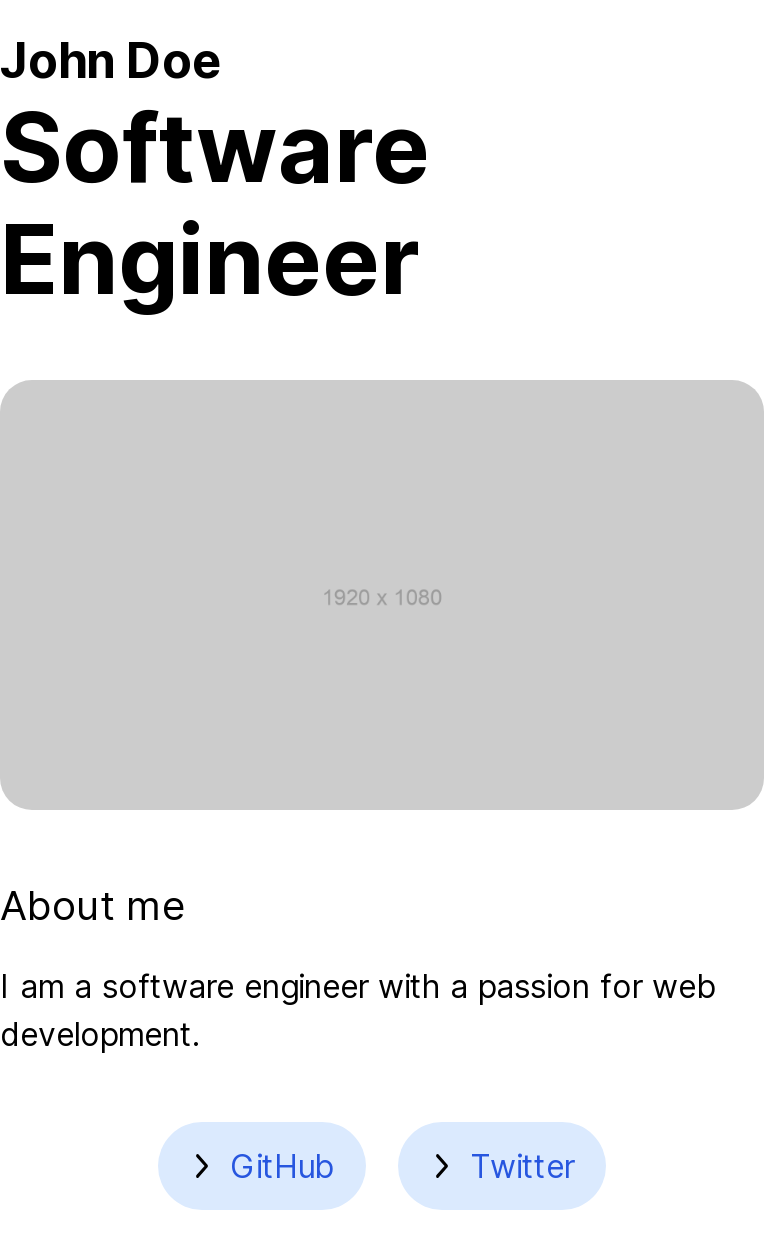 John Doe
Software
Engineer
1920 x 1080
About me
I am a software engineer with a passion for web
development.
GitHub
Twitter